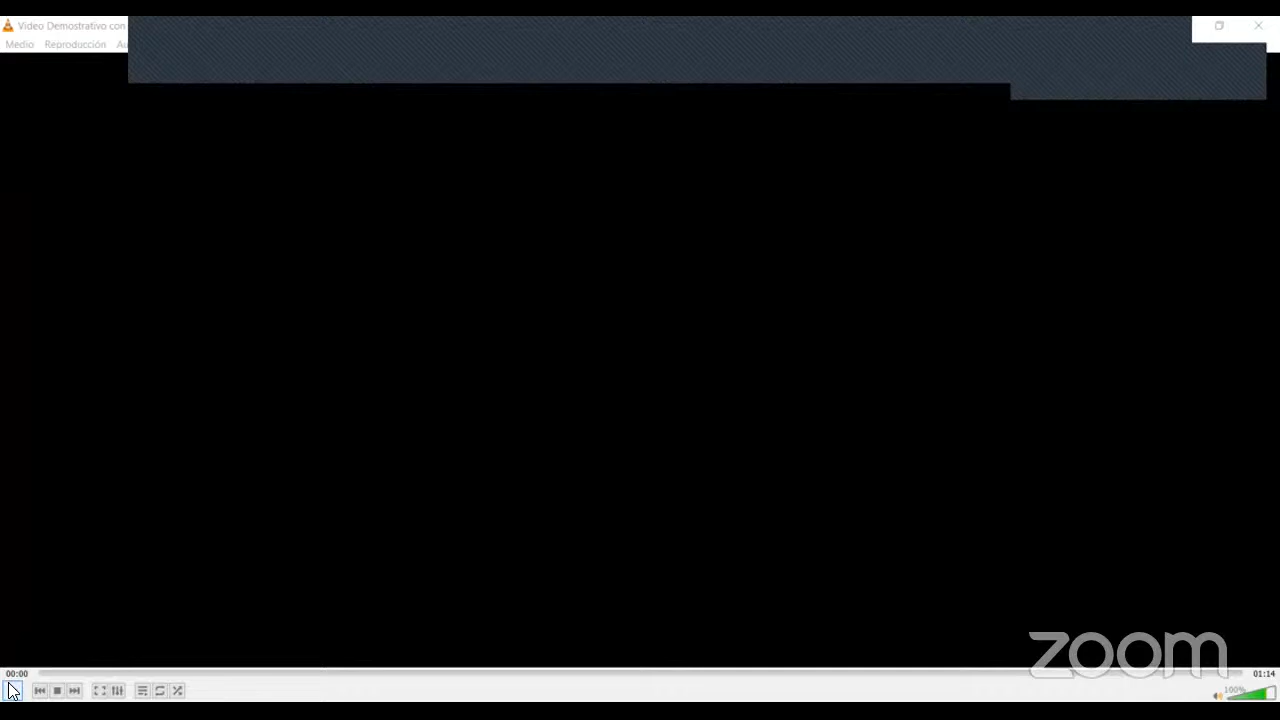 Video Demostrativo con
Medio Reproducción Au
zoom
00:00
01:14
100%